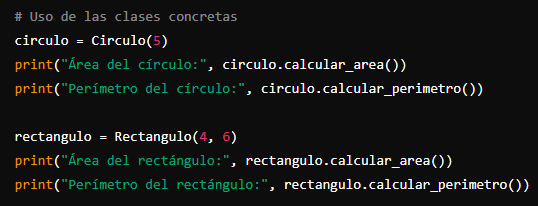 # Uso de las clases concretas
circulo = Circulo(5)
print("Área del círculo:", circulo.calcular_area())
print("Perímetro del círculo:", circulo.calcular_perimetro())
rectangulo = Rectangulo(4, 6)
print("Área del rectángulo:", rectangulo.calcular_area())
print("Perímetro del rectángulo:", rectangulo.calcular_perimetro())